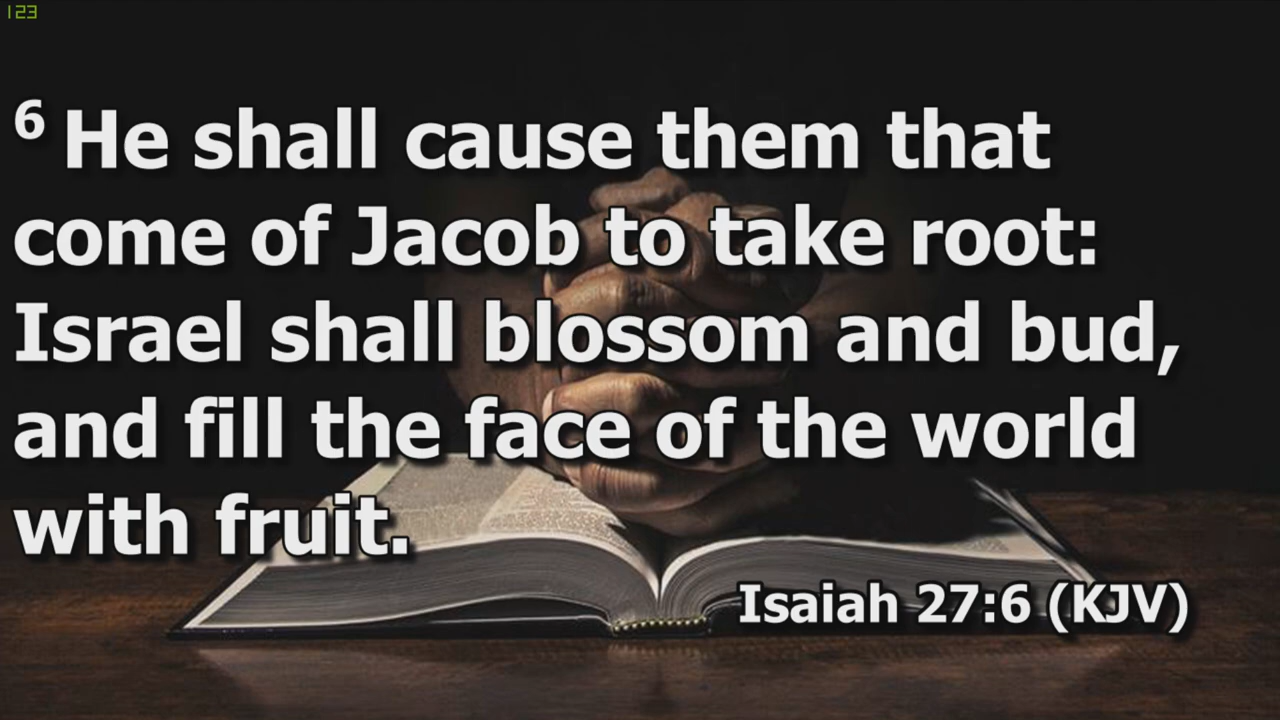 123
6 He shall cause them that
come of Jacob to take root:
Israel shall blossom and bud,
and fill the face of the world
with fruit.
Isaiah 27:6 (KJV)